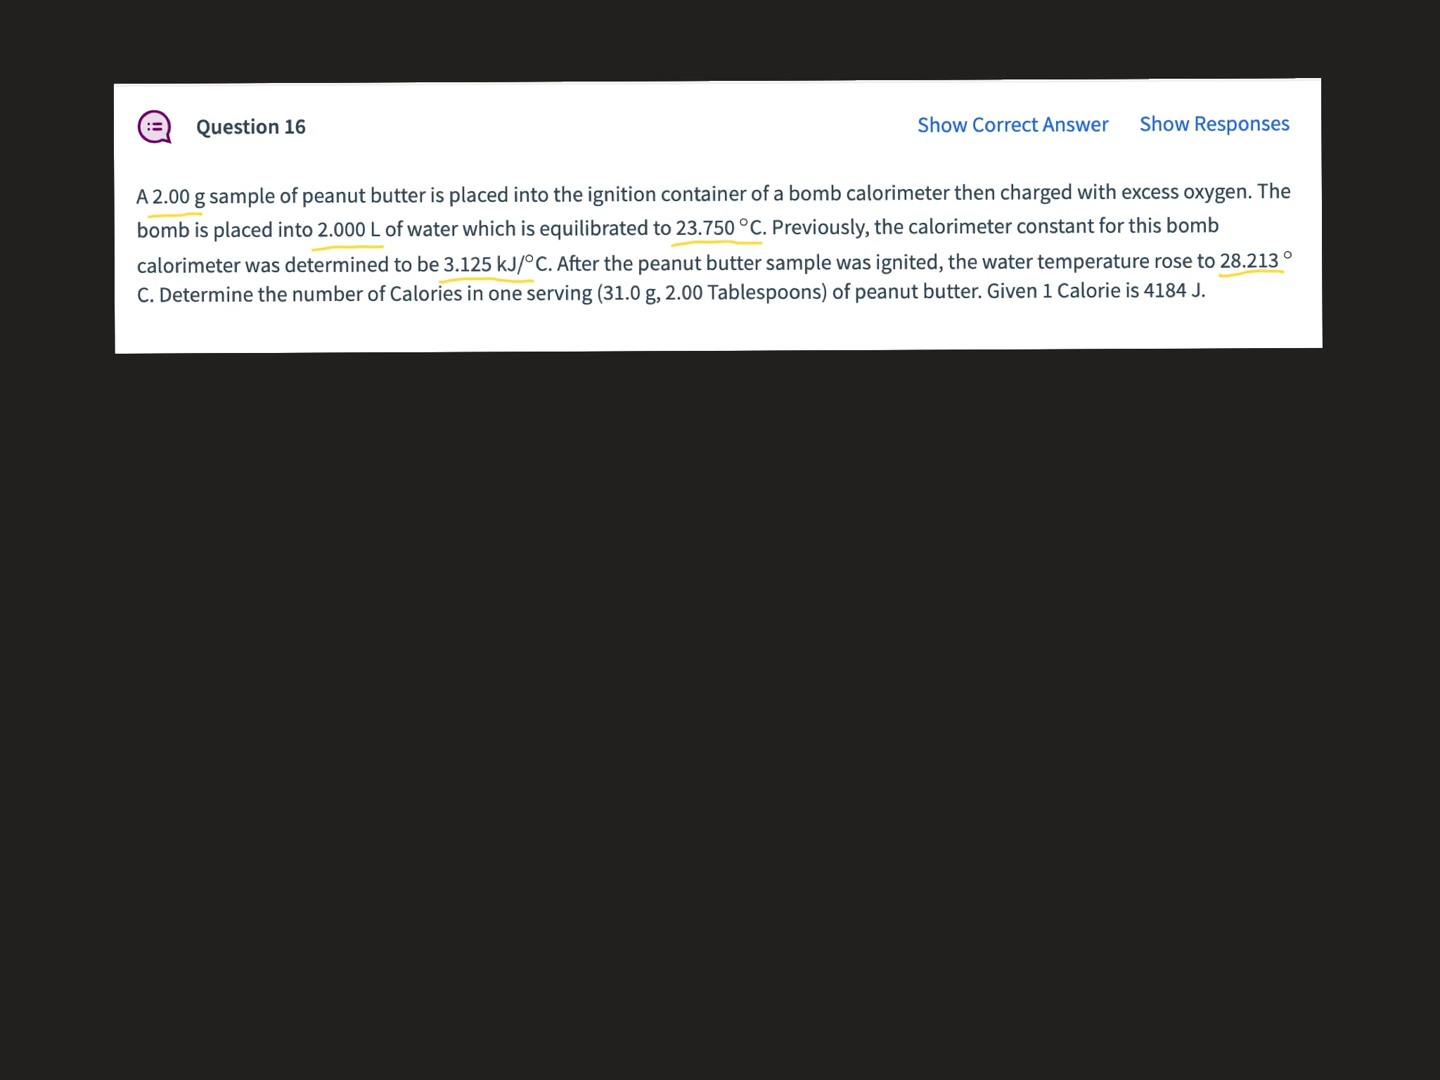 Question 16
Show Correct Answer
Show Responses
A 2.00 g sample of peanut butter is placed into the ignition container of a bomb calorimeter then charged with excess oxygen. The
bomb is placed into 2.000 L of water which is equilibrated to 23.750 °C. Previously, the calorimeter constant for this bomb
calorimeter was determined to be 3.125 kJ/°C. After the peanut butter sample was ignited, the water temperature rose to 28.213 °
C. Determine the number of Calories in one serving (31.0 g, 2.00 Tablespoons) of peanut butter. Given 1 Calorie is 4184 J.